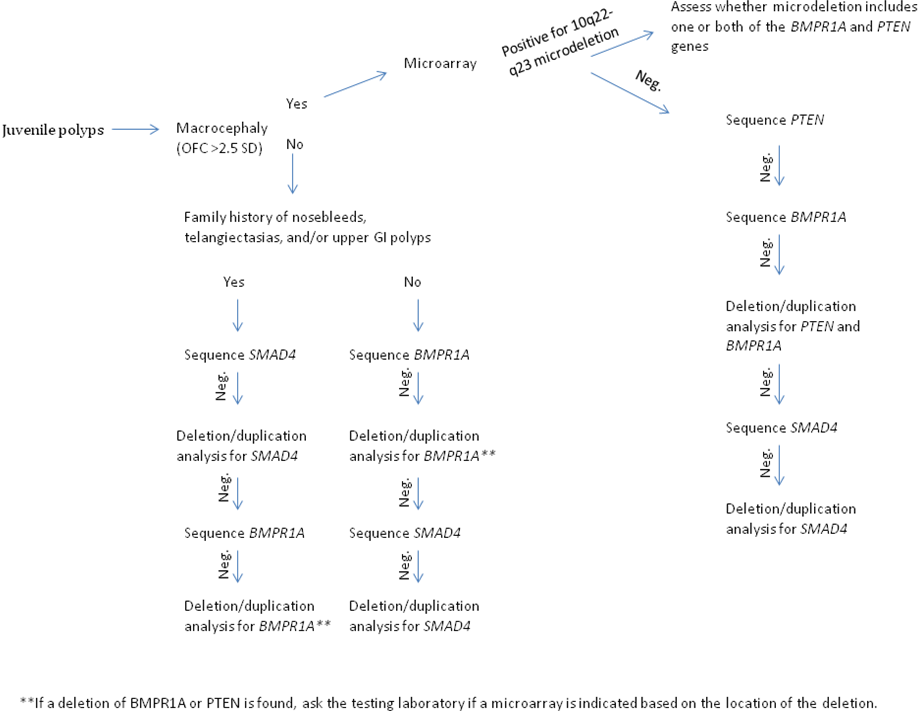 Juvenile polyps
Macrocephaly
(OFC >2.5 SD)
Yes
No
Microarray
Positive for 10q22-
q23 microdeletion
Neg.
Assess whether microdeletion includes
one or both of the BMPR1A and PTEN
genes
Sequence PTEN
Neg.
Sequence BMPR1A
Neg.
Deletion/duplication
analysis for PTEN and
BMPR1A
Neg.
Sequence SMAD4
Neg.
Deletion/duplication
analysis for SMAD4
Family history of nosebleeds,
telangiectasias, and/or upper GI polyps
Yes
Sequence SMAD4
Neg.
Deletion/duplication
analysis for SMAD4
Neg.
Sequence BMPR1A
Neg.
Deletion/duplication
analysis for BMPR1A**
No
Sequence BMPR1A
Neg.
Deletion/duplication
analysis for BMPR1A**
Neg.
Sequence SMAD4
Neg.
Deletion/duplication
analysis for SMAD4
**If a deletion of BMPR1A or PTEN is found, ask the testing laboratory if a microarray is indicated based on the location of the deletion.